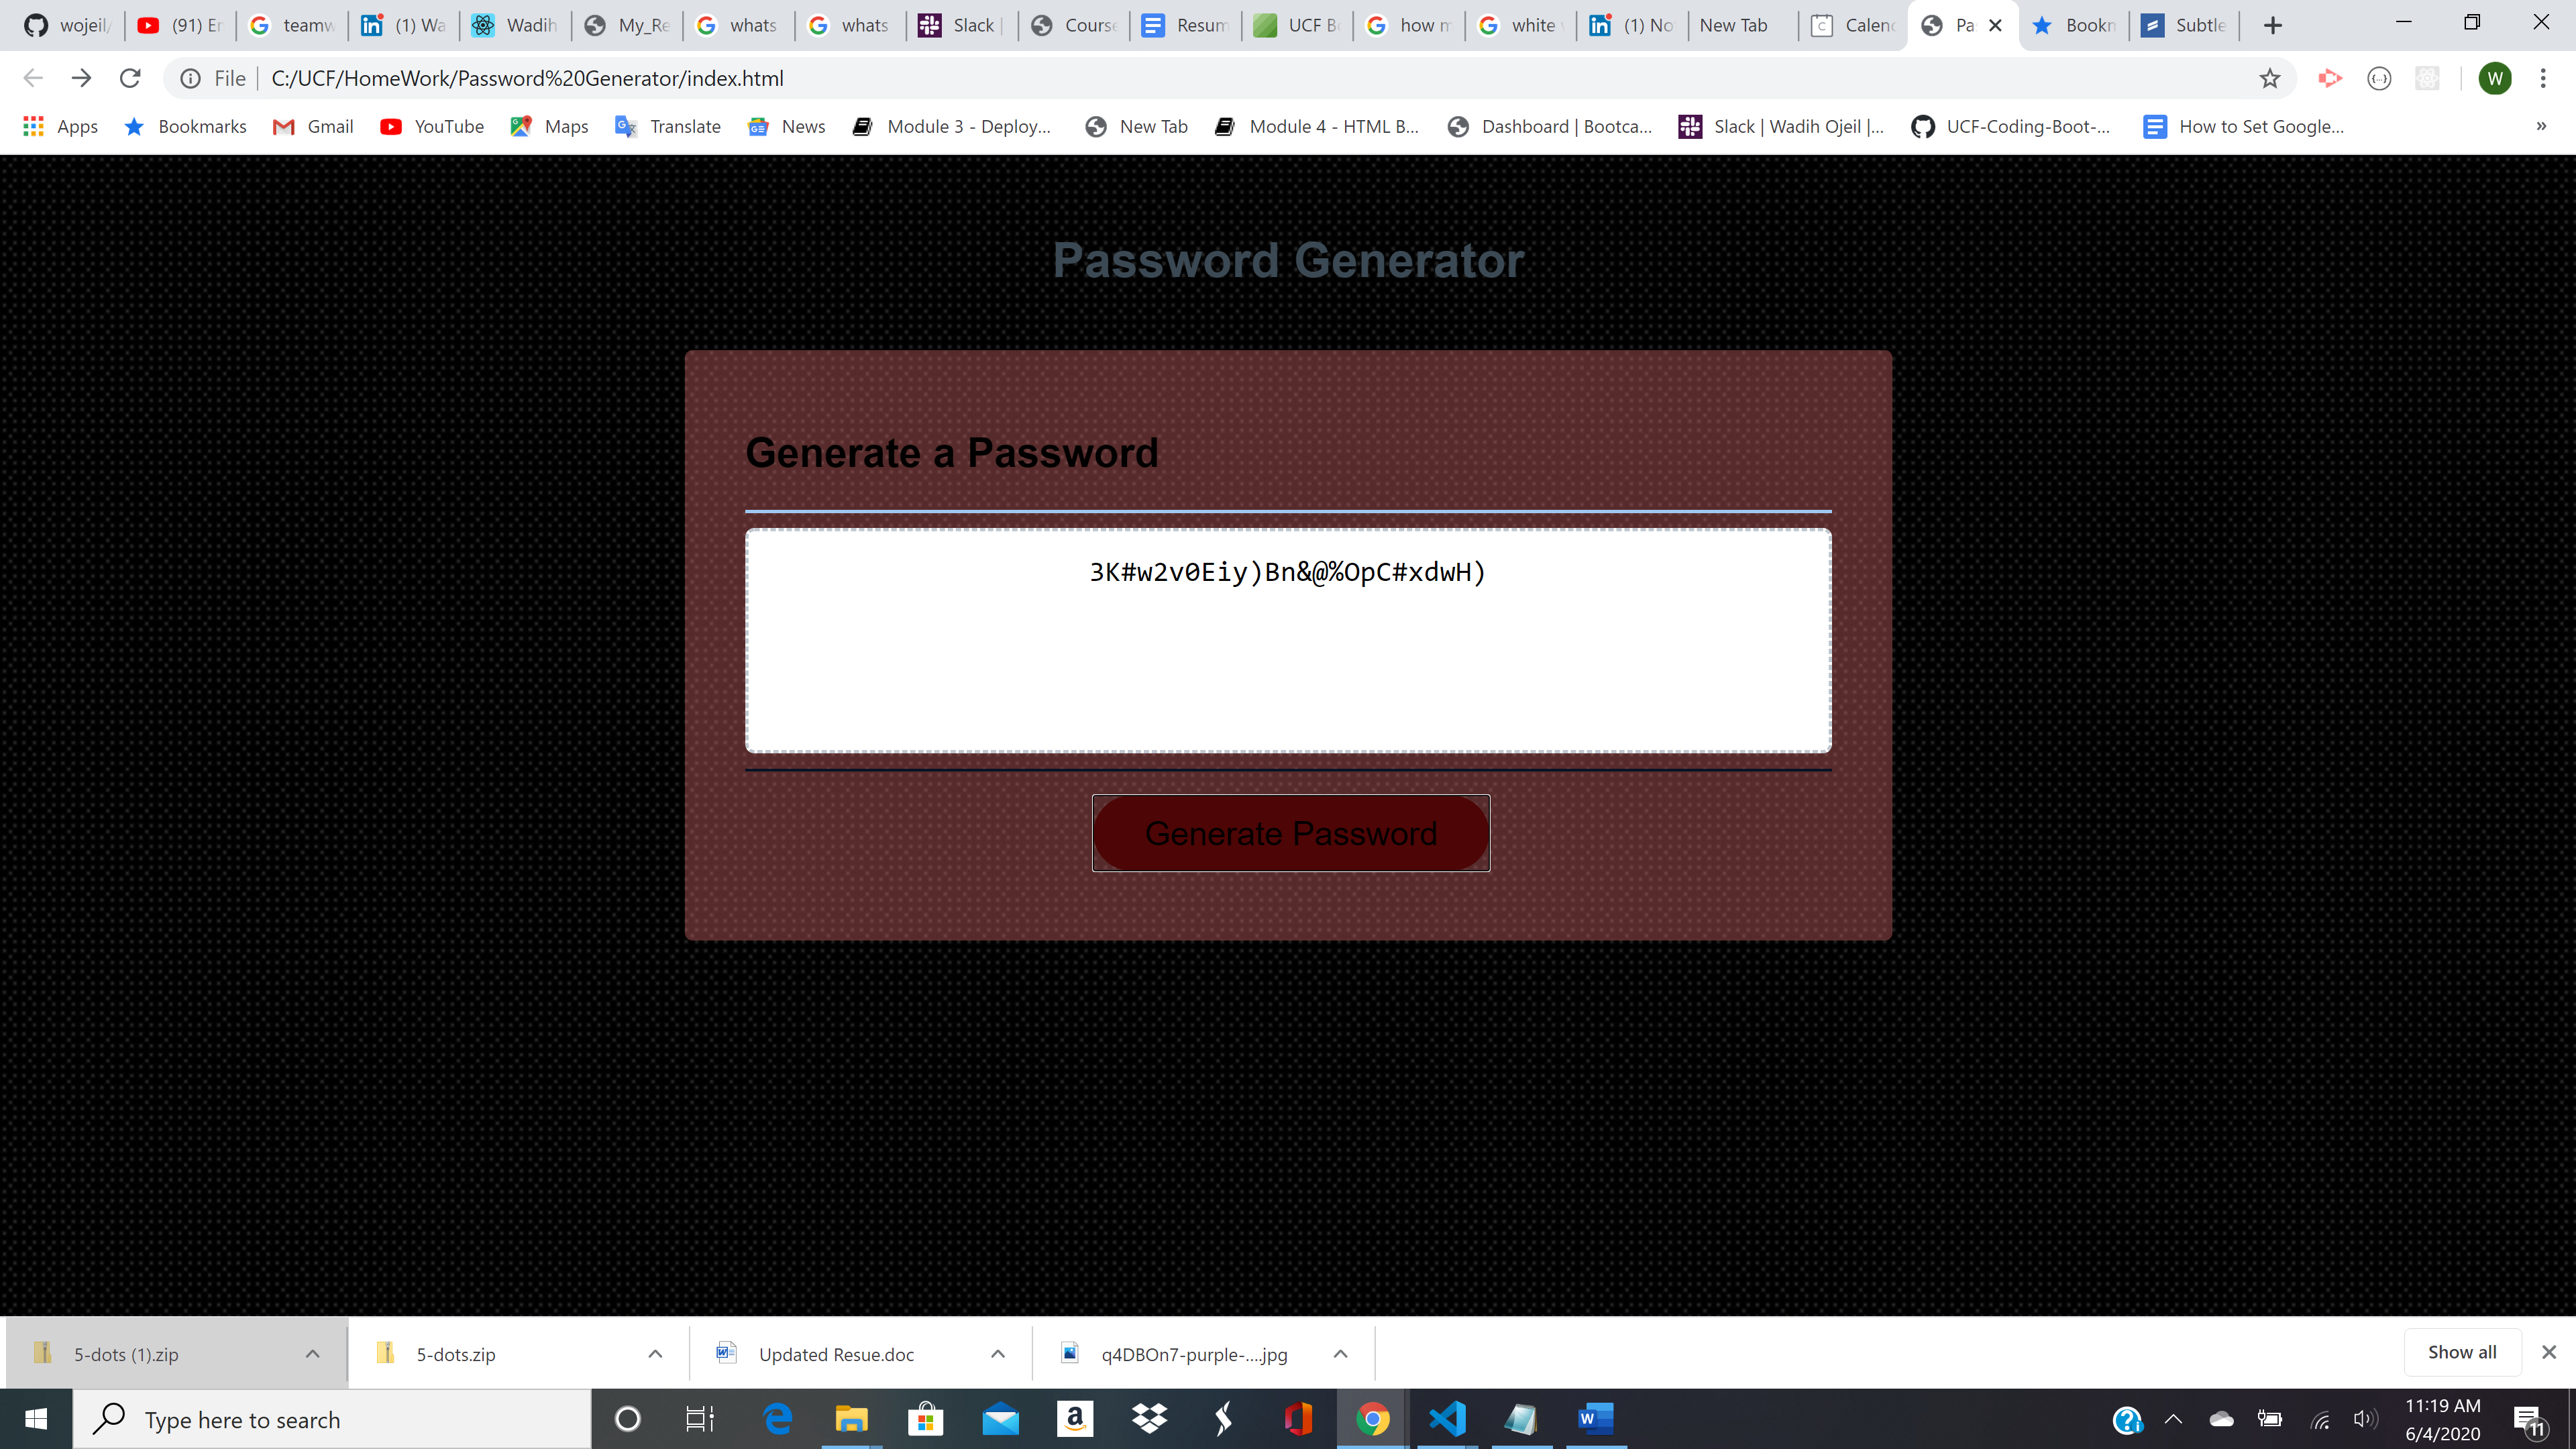 wojeil/ (91) Er teamw (1) Wa Wadih My_Re whats whats Slack | Course Resum UCF Bo how m white (1) No New Tab Calend Pa Bookm Subtle
File C:/UCF/HomeWork/Password%20Generator/index.html W
Apps Bookmarks Gmail YouTube Maps Translate News Module 3 - Deploy... New Tab Module 4 - HTML B... Dashboard | Bootca... Slack | Wadih Ojeil |... UCF-Coding-Boot-... How to Set Google... »
Password Generator
Generate a Password
3K#w2v0Eiy)Bn&@%OpC#xdwH)
Generate Password
5-dots (1).zip 5-dots.zip Updated Resue.doc q4DBOn7-purple-....jpg Show all
Type here to search
11:19 AM
6/4/2020
11